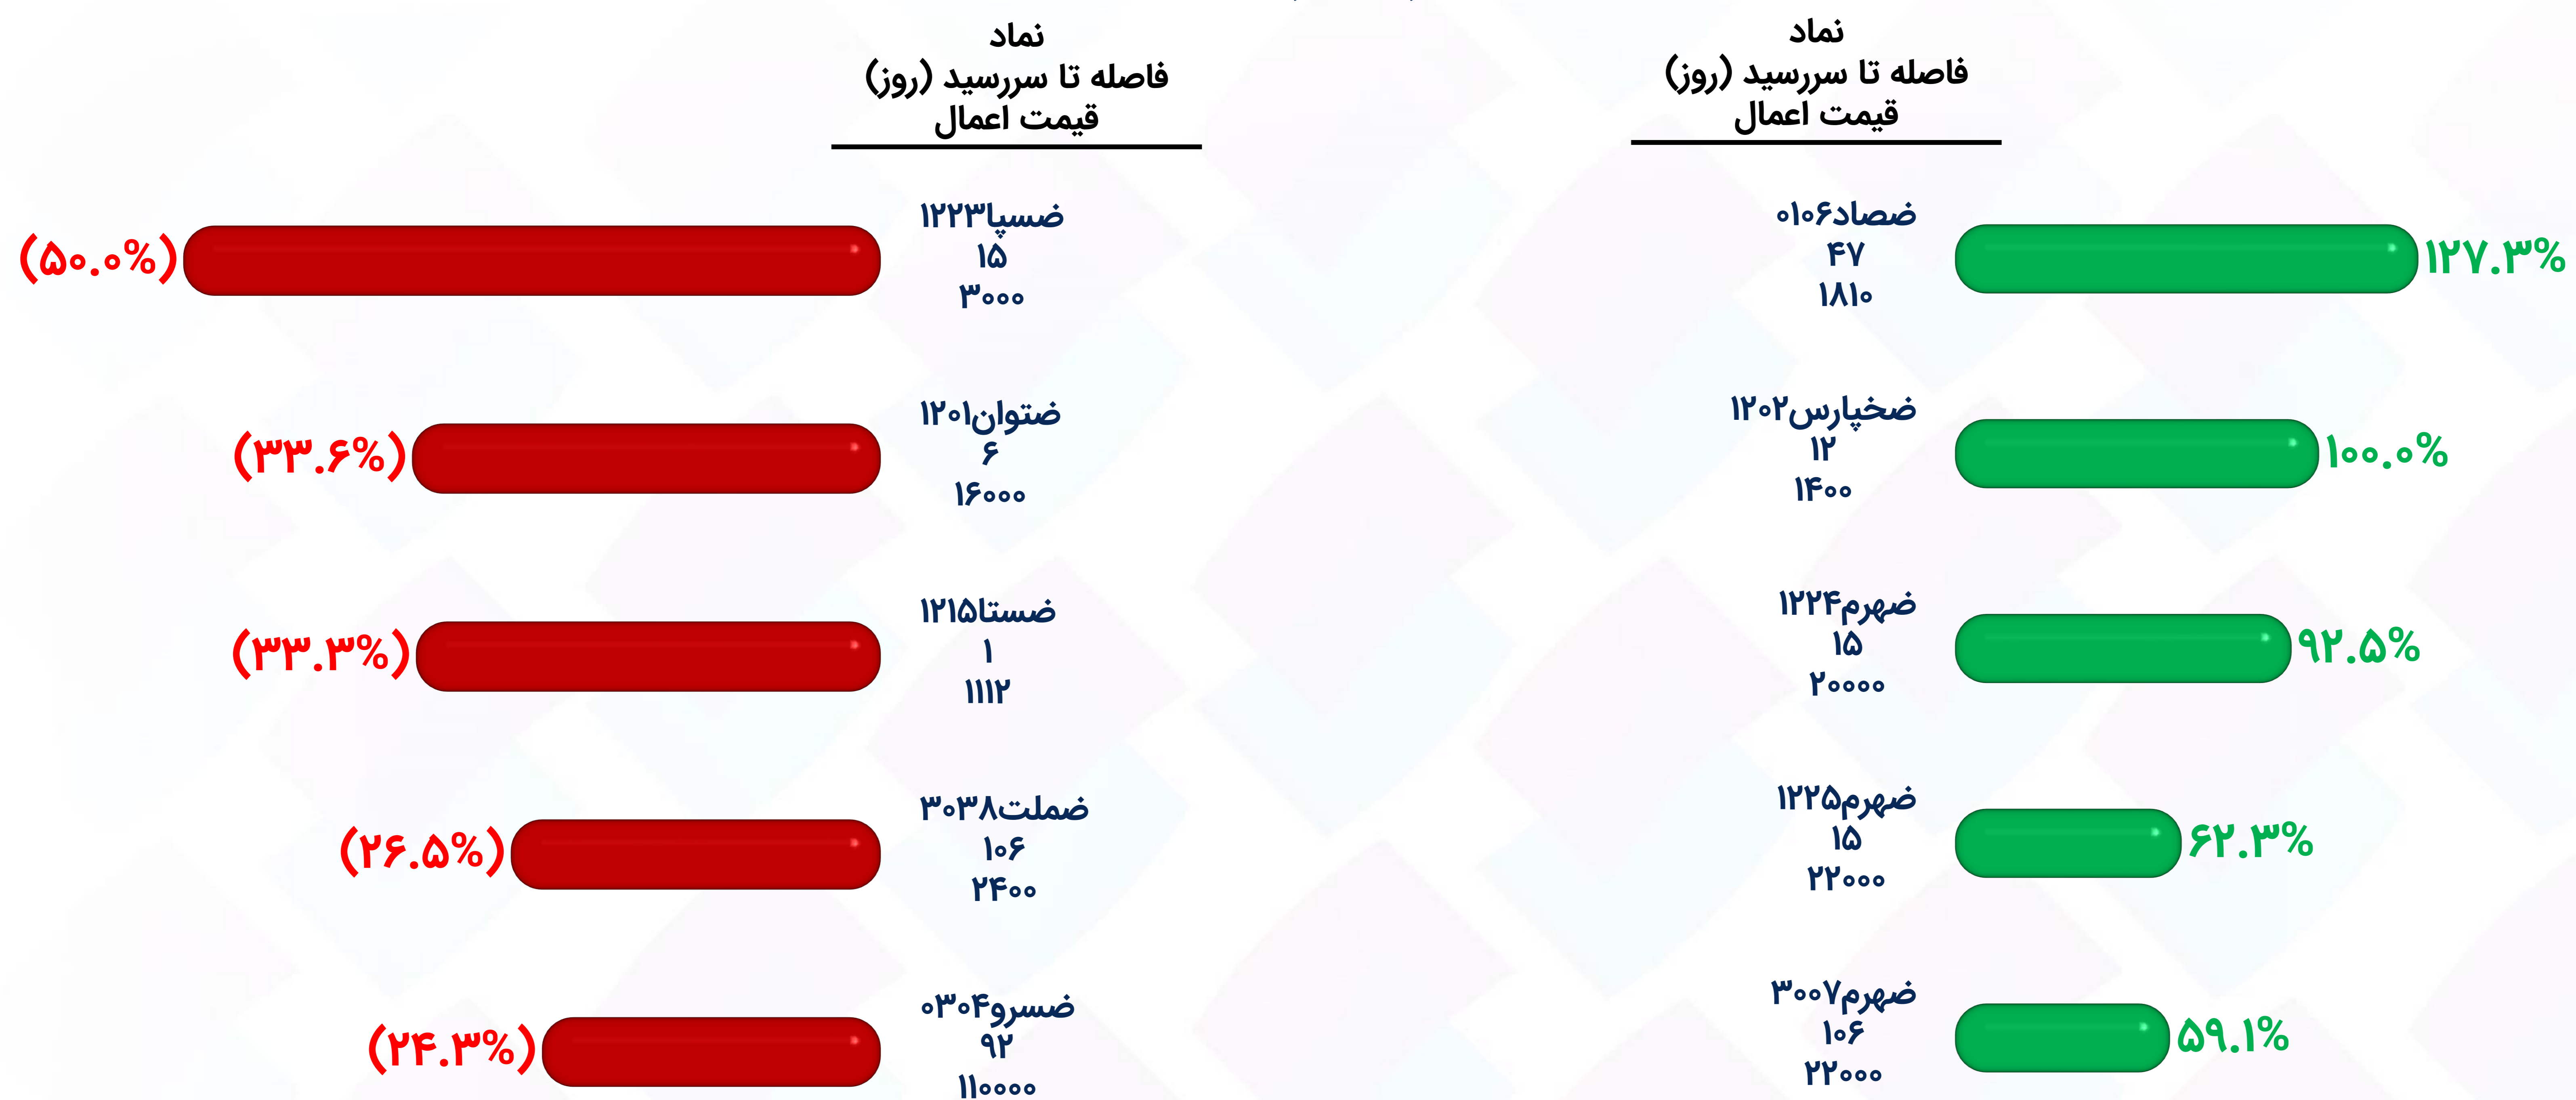 نماد
فاصله تا سررسید (روز)
قیمت اعمال
ضصاد۰۱۰۶
۴۷
۱۸۱۰
۱۲۷.۳%
ضخپارس۱۲۰۲
۱۲
۱۴۰۰
۱۰۰.۰%
ضهرم۱۲۲۴
۱۵
۲۰۰۰۰
۹۲.۵%
ضهرم۱۲۲۵
۱۵
۲۲۰۰۰
۶۲.۳%
ضهرم۳۰۰۷
۱۰۶
۲۲۰۰۰
۵۹.۱%
نماد
فاصله تا سررسید (روز)
قیمت اعمال
ضسپا۱۲۲۳
۱۵
۳۰۰۰
(۵۰.۰%)
ضتوان۱۲۰۱
۶
۱۶۰۰۰
(۳۳.۶%)
ضستا۱۲۱۵
۱
۱۱۱۲
(۳۳.۳%)
ضملت۳۰۳۸
۱۰۶
۲۴۰۰
(۲۶.۵%)
ضسرو۰۳۰۴
۹۲
۱۱۰۰۰۰
(۲۴.۳%)